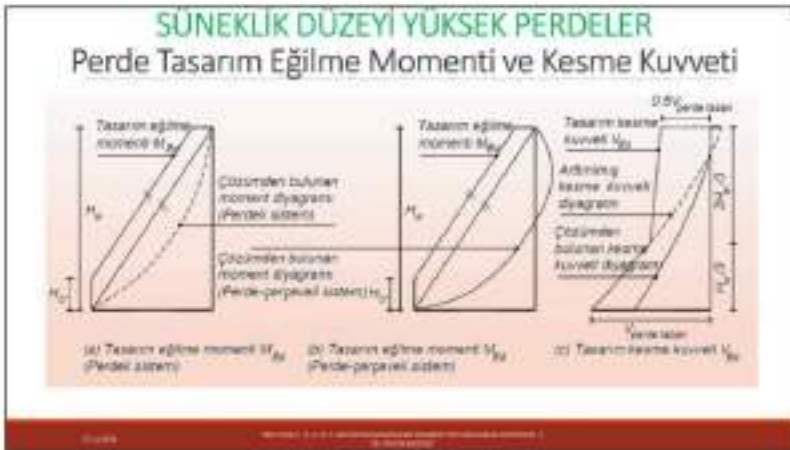 SÜNEKLİK DÜZEYİ YÜKSEK PERDELER
Perde Tasarım Eğilme Momenti ve Kesme Kuvveti
Tasarım eğilme
momenti M
Çözümden bulunan
moment diyagramı
(Perdeli sistem)
Çözümden bulunan
moment diyagramı
(Perde-çerçeveli sistem)
Tasarım eğilme
momenti M
Tasarım kesme
kuvveti V
Artırılmış
kesme kuvveti
diyagramı
Çözümden
bulunan kesme
kuvveti diyagramı
(a) Tasarım eğilme momenti M
(Perdeli sistem)
(b) Tasarım eğilme momenti M
(Perde-çerçeveli sistem)
(c) Tasarım kesme kuvveti V